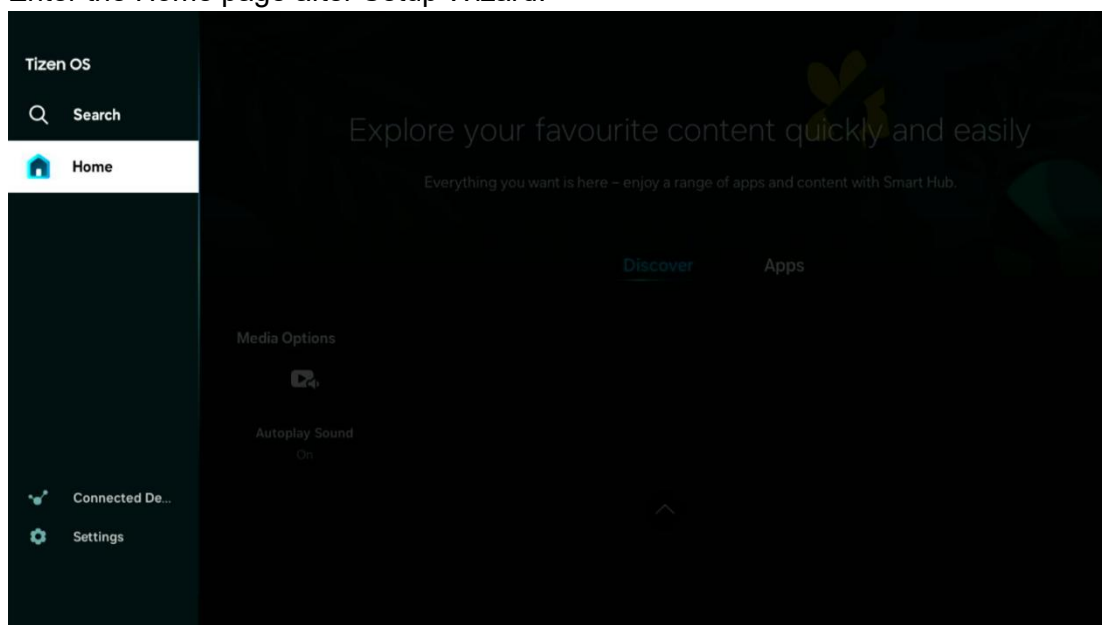 Enter the Home page after Setup Wizard.
Tizen OS
Search
Home
Explore your favourite content quickly and easily
Everything you want is here – enjoy a range of apps and content with Smart Hub.
Discover
Apps
Media Options
Autoplay Sound
On
Connected De...
Settings